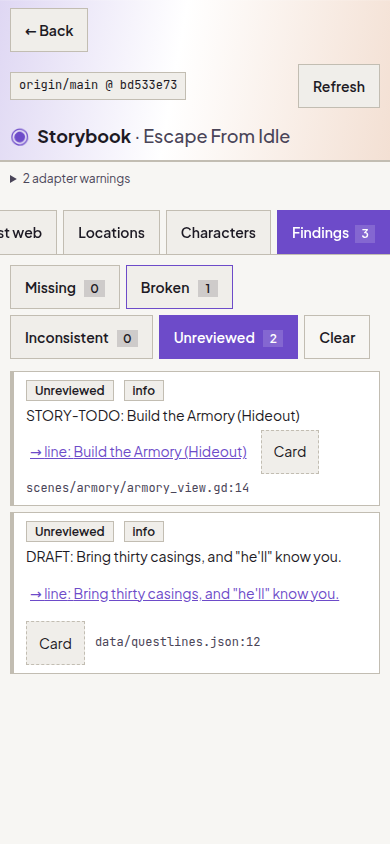 ← Back
origin/main @ bd533e73
Refresh
Storybook · Escape From Idle
▶ 2 adapter warnings
st web
Locations
Characters
Findings 3
Missing 0
Broken 1
Inconsistent 0
Unreviewed 2
Clear
Unreviewed
Info
STORY-TODO: Build the Armory (Hideout)
→ line: Build the Armory (Hideout)
Card
scenes/armory/armory_view.gd:14
Unreviewed
Info
DRAFT: Bring thirty casings, and "he'll" know you.
→ line: Bring thirty casings, and "he'll" know you.
Card
data/questlines.json:12